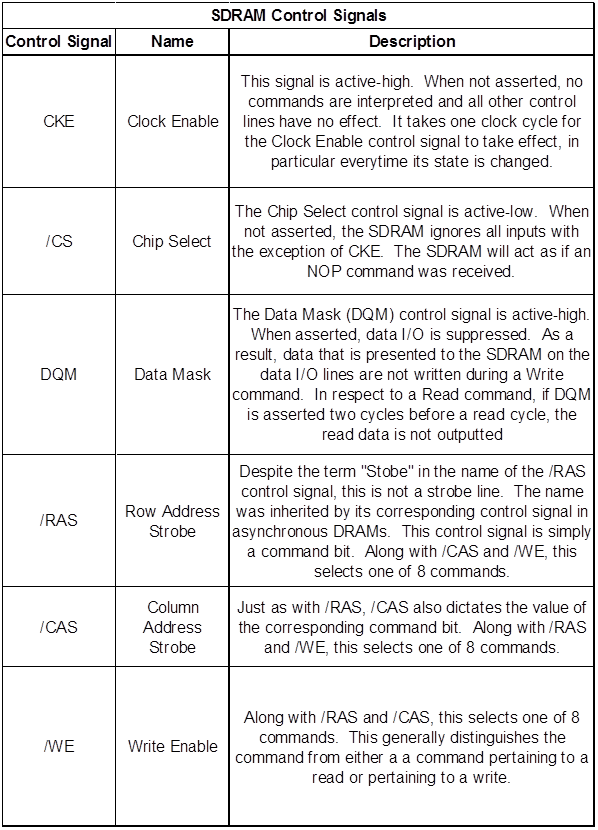 SDRAM Control Signals
Control Signal Name Description
CKE
Clock Enable
This signal is active-high. When not asserted, no
commands are interpreted and all other control
lines have no effect. It takes one clock cycle for
the Clock Enable control signal to take effect, in
particular everytime its state is changed.
/CS
Chip Select
The Chip Select control signal is active-low. When
not asserted, the SDRAM ignores all inputs with
the exception of CKE. The SDRAM will act as if an
NOP command was received.
DQM
Data Mask
The Data Mask (DQM) control signal is active-high.
When asserted, data I/O is suppressed. As a
result, data that is presented to the SDRAM on the
data I/O lines are not written during a Write
command. In respect to a Read command, if DQM
is asserted two cycles before a read cycle, the
read data is not outputted
/RAS
Row Address
Strobe
Despite the term "Stobe" in the name of the /RAS
control signal, this is not a strobe line. The name
was inherited by its corresponding control signal in
asynchronous DRAMs. This control signal is simply
a command bit. Along with /CAS and /WE, this
selects one of 8 commands.
/CAS
Column
Address
Strobe
Just as with /RAS, /CAS also dictates the value of
the corresponding command bit. Along with /RAS
and /WE, this selects one of 8 commands.
/WE
Write Enable
Along with /RAS and /CAS, this selects one of 8
commands. This generally distinguishes the
command from either a a command pertaining to a
read or pertaining to a write.